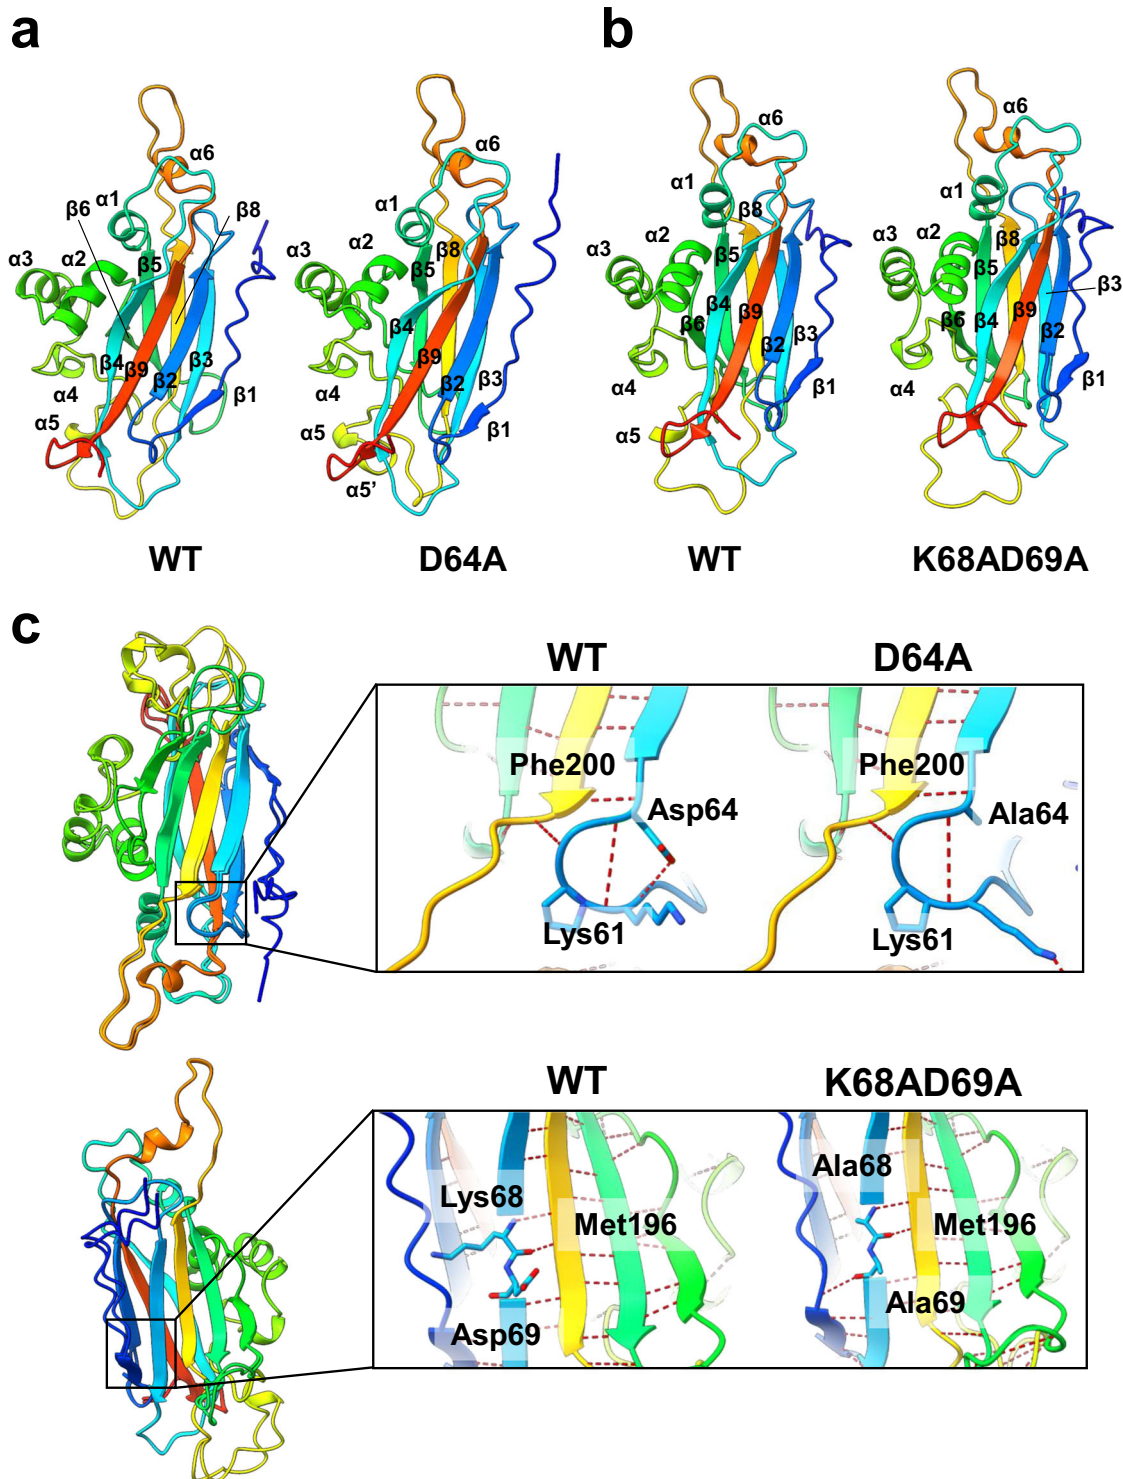 a
b
α6
α1
β6
β8
α3
α2
β5
β4
β9
β2
β3
α4
β1
α5
WT
α6
α1
α3
α2
β8
β5
β4
β9
β2
β3
α4
α5
β1
α5’
D64A
α6
α1
β8
α3
α2
β5
β4
β9
β6
β2
β3
α4
β1
α5
WT
α6
α1
α3
α2
β8
β5
β3
β6
β4
β9
β2
α4
β1
K68AD69A
c
WT
D64A
Phe200
Asp64
Lys61
Phe200
Ala64
Lys61
WT
K68AD69A
Lys68
Met196
Asp69
Ala68
Met196
Ala69